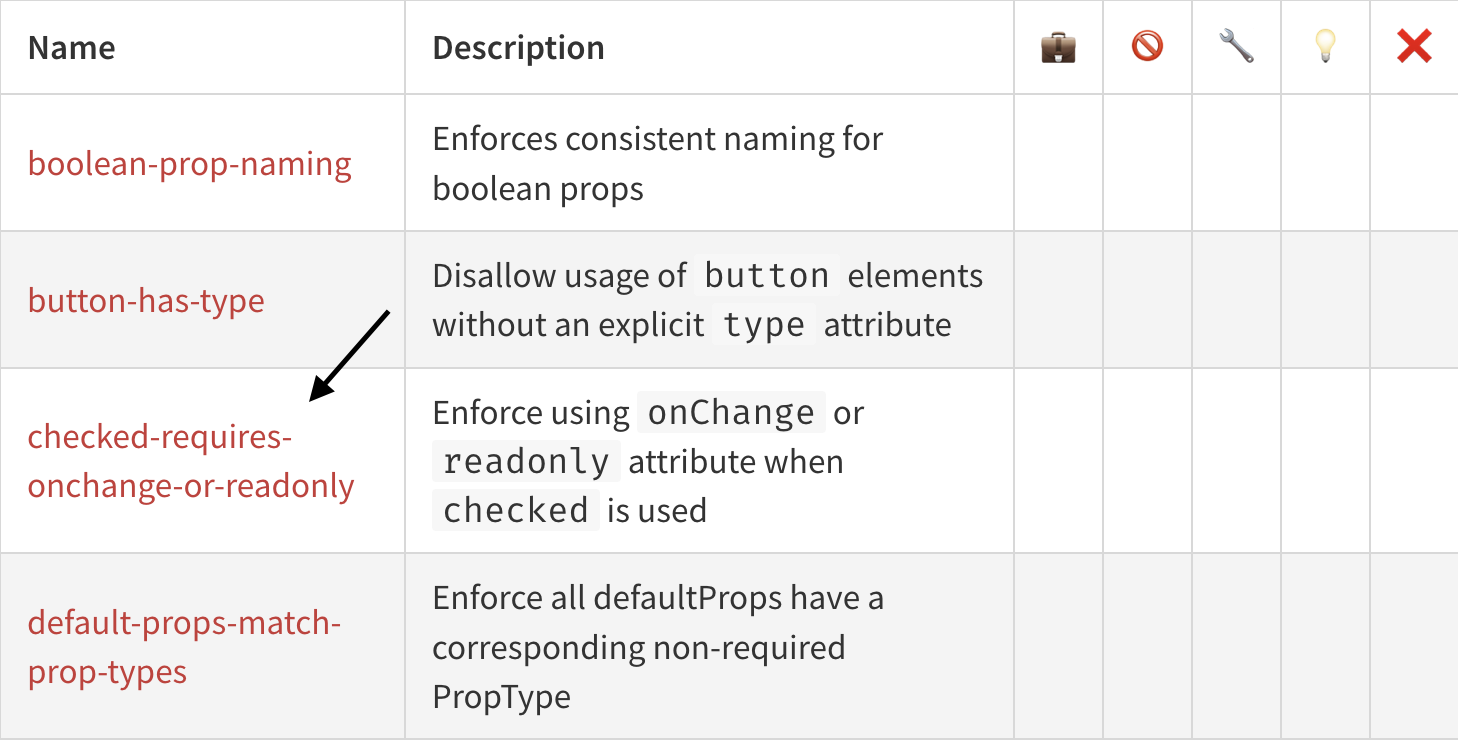 Name
Description
boolean-prop-naming
Enforces consistent naming for
boolean props
button-has-type
Disallow usage of button elements
without an explicit type attribute
checked-requires-
onchange-or-readonly
Enforce using onChange or
readonly attribute when
checked is used
default-props-match-
prop-types
Enforce all defaultProps have a
corresponding non-required
PropType